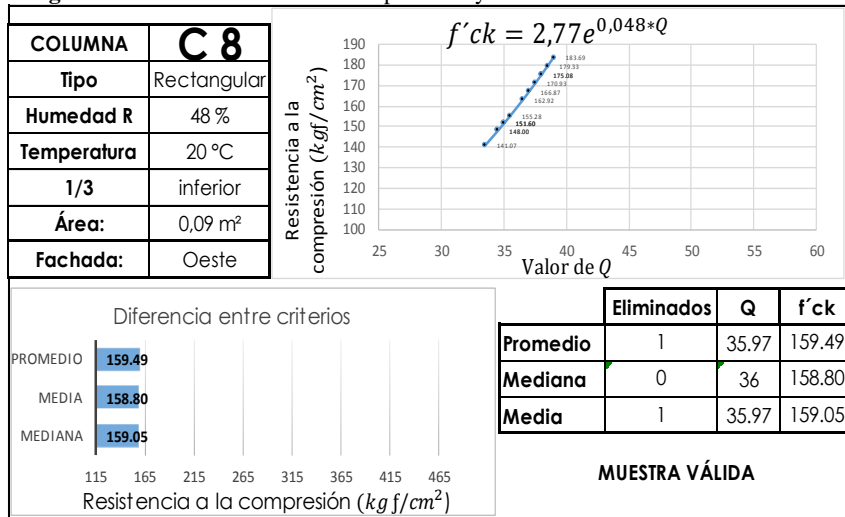 COLUMNA C 8
Tipo Rectangular
Humedad R 48 %
Temperatura 20 °C
1/3 inferior
Área: 0,09 m²
Fachada: Oeste
f´ck = 2,77e^0,048*Q
Resistencia a la
compresión (kgf/cm²)
190
180
170
160
150
140
130
120
110
100
183.69
179.33
175.08
170.93
166.87
162.92
155.28
151.60
148.00
141.07
25 30 35 40 45 50 55 60
Valor de Q
Diferencia entre criterios
PROMEDIO 159.49
MEDIA 158.80
MEDIANA 159.05
115 165 215 265 315 365 415 465
Resistencia a la compresión (kg f/cm²)
Eliminados Q f´ck
Promedio 1 35.97 159.49
Mediana 0 36 158.80
Media 1 35.97 159.05
MUESTRA VÁLIDA